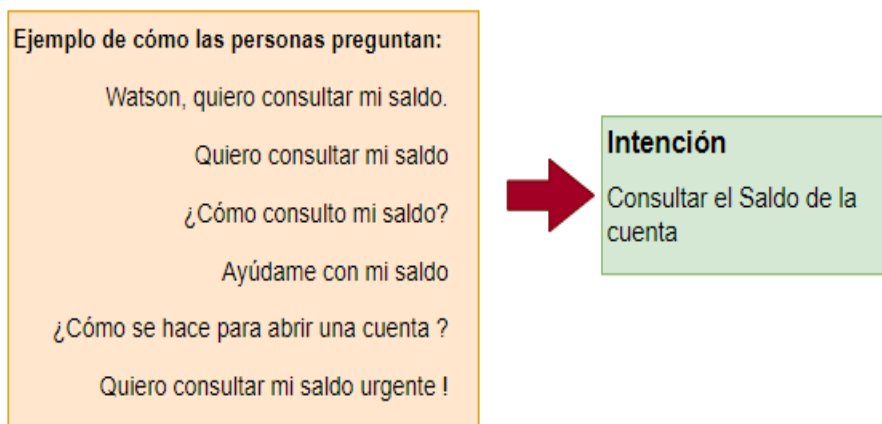 Ejemplo de cómo las personas preguntan:
Watson, quiero consultar mi saldo.
Quiero consultar mi saldo
¿Cómo consulto mi saldo?
Ayúdame con mi saldo
¿Cómo se hace para abrir una cuenta ?
Quiero consultar mi saldo urgente !
Intención
Consultar el Saldo de la
cuenta